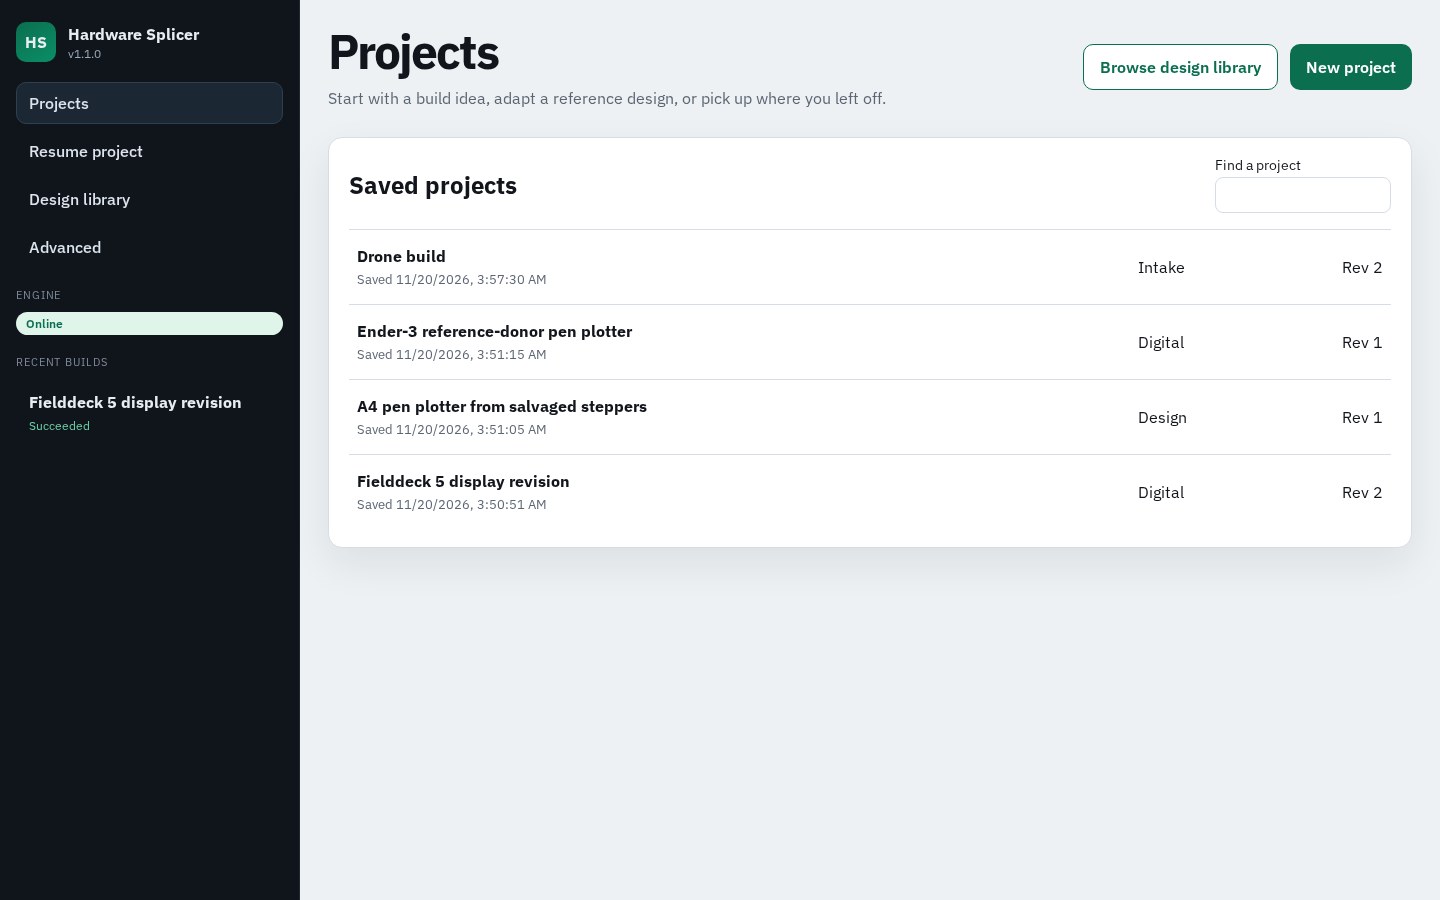 HS
Hardware Splicer
v1.1.0
Projects
Resume project
Design library
Advanced
ENGINE
Online
RECENT BUILDS
Fielddeck 5 display revision
Succeeded
Projects
Start with a build idea, adapt a reference design, or pick up where you left off.
Browse design library
New project
Saved projects
Find a project
Drone build
Saved 11/20/2026, 3:57:30 AM
Intake
Rev 2
Ender-3 reference-donor pen plotter
Saved 11/20/2026, 3:51:15 AM
Digital
Rev 1
A4 pen plotter from salvaged steppers
Saved 11/20/2026, 3:51:05 AM
Design
Rev 1
Fielddeck 5 display revision
Saved 11/20/2026, 3:50:51 AM
Digital
Rev 2